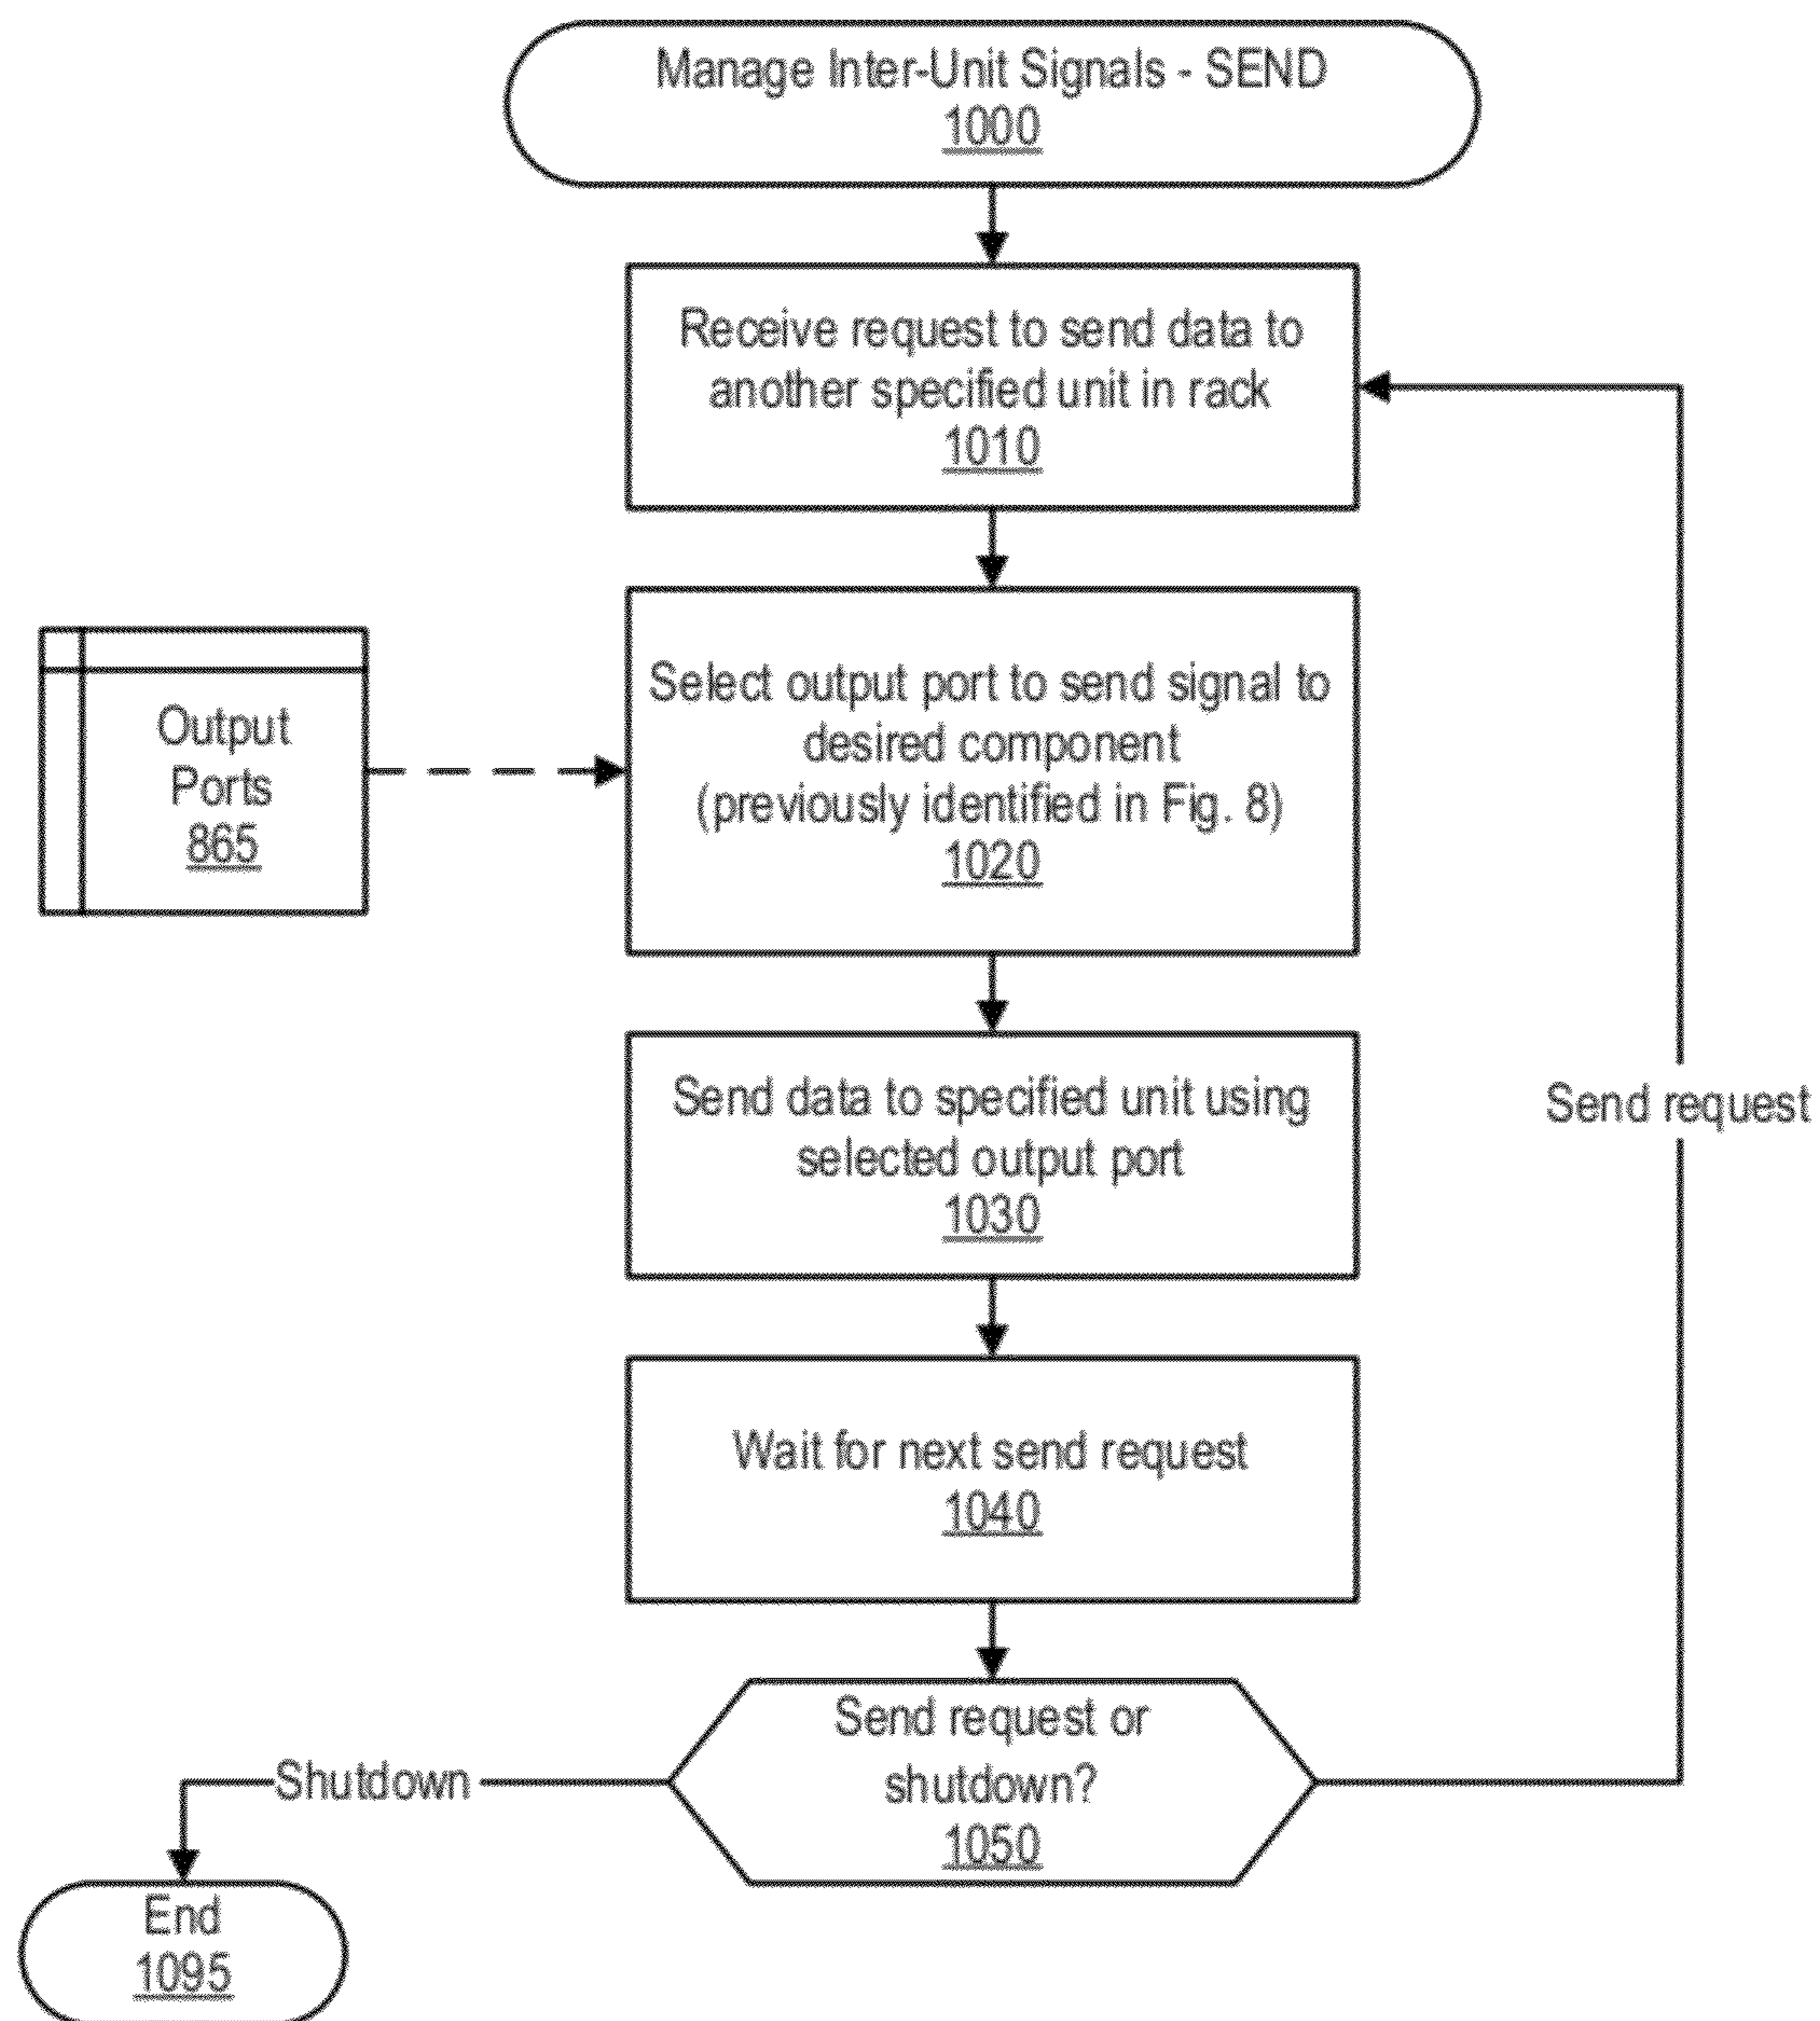 Manage Inter-Unit Signals - SEND
1000
Receive request to send data to
another specified unit in rack
1010
Output
Ports
865
Select output port to send signal to
desired component
(previously identified in Fig. 8)
1020
Send data to specified unit using
selected output port
1030
Send request
Wait for next send request
1040
Send request or
shutdown?
1050
Shutdown
End
1095